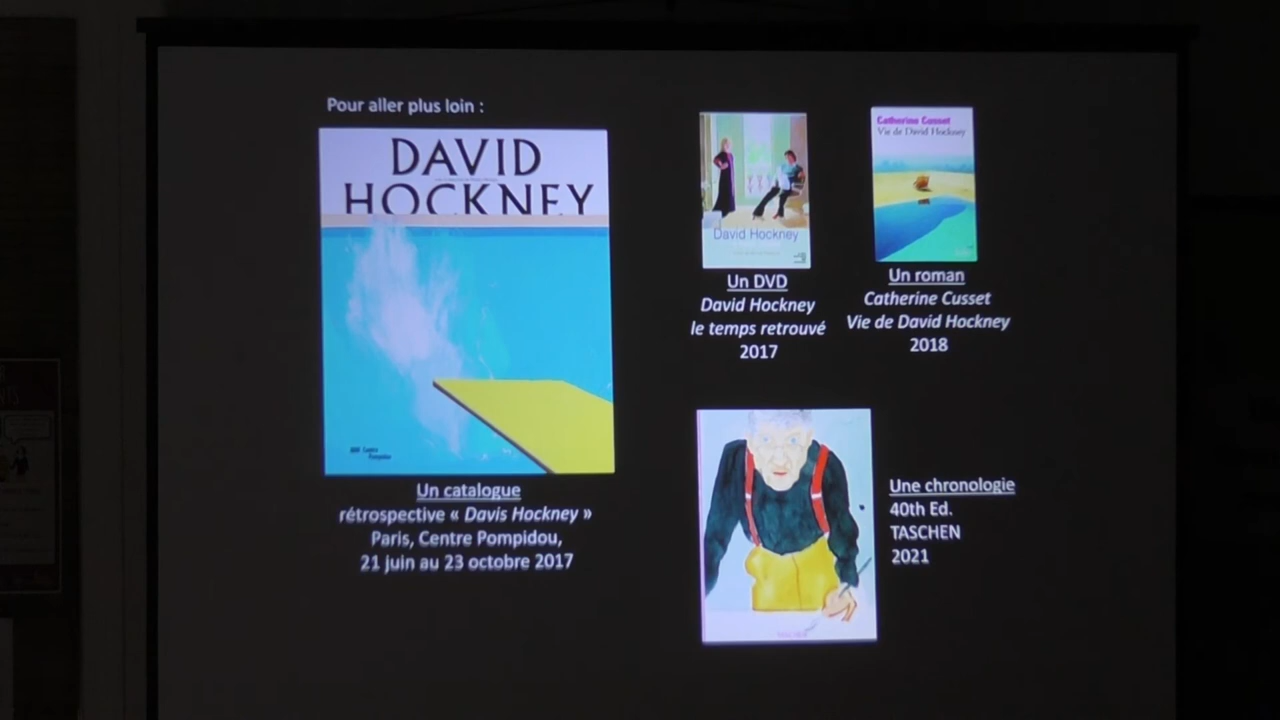 Pour aller plus loin :
DAVID
HOCKNEY
Centre
Pompidou
Un catalogue
rétrospective « Davis Hockney »
Paris, Centre Pompidou,
21 juin au 23 octobre 2017
David Hockney
Un DVD
David Hockney
le temps retrouvé
2017
Catherine Cusset
Vie de David Hockney
Un roman
Catherine Cusset
Vie de David Hockney
2018
Une chronologie
40th Ed.
TASCHEN
2021